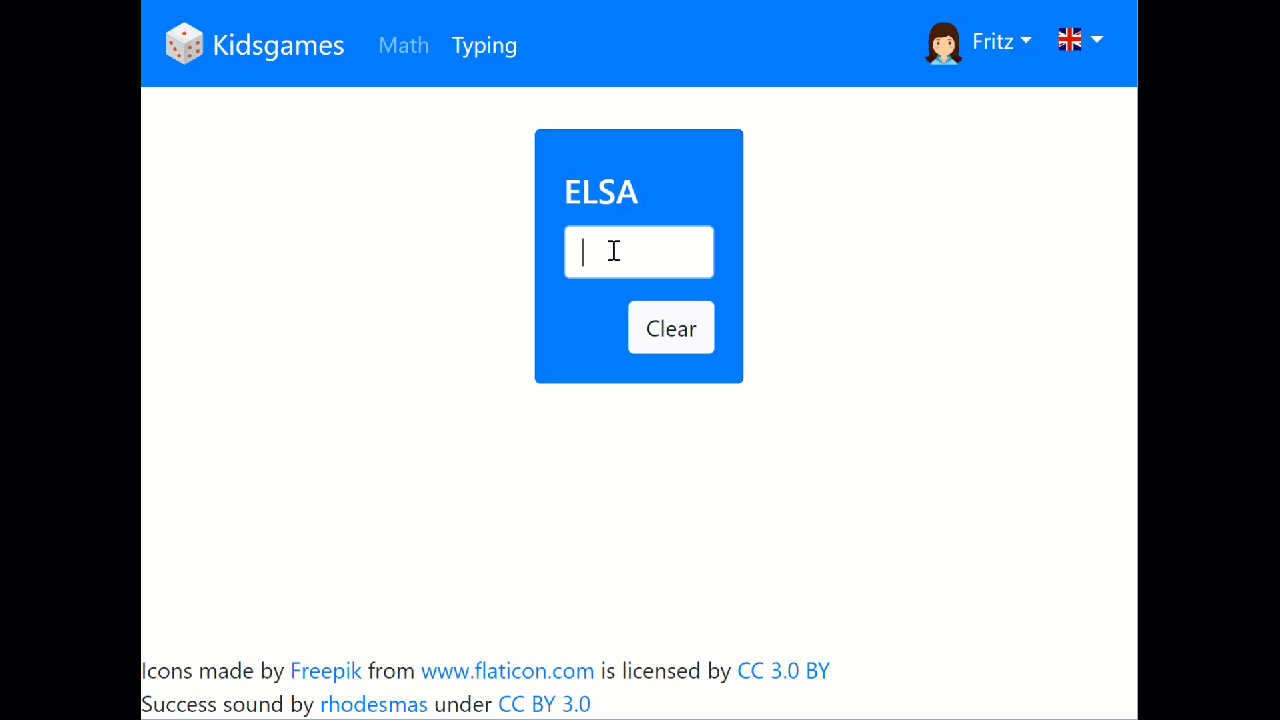 Kidsgames Math Typing Fritz
ELSA
Clear
Icons made by Freepik from www.flaticon.com is licensed by CC 3.0 BY
Success sound by rhodesmas under CC BY 3.0